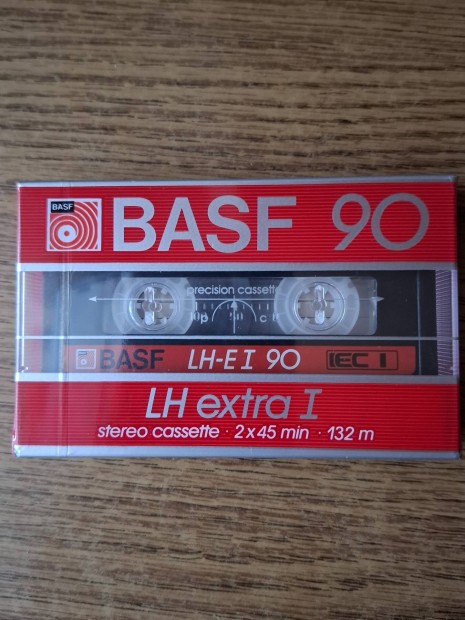 BASF
BASF 90
precision cassette
BASF LH-E I 90 IEC I
LH extra I
stereo cassette · 2 x 45 min · 132 m